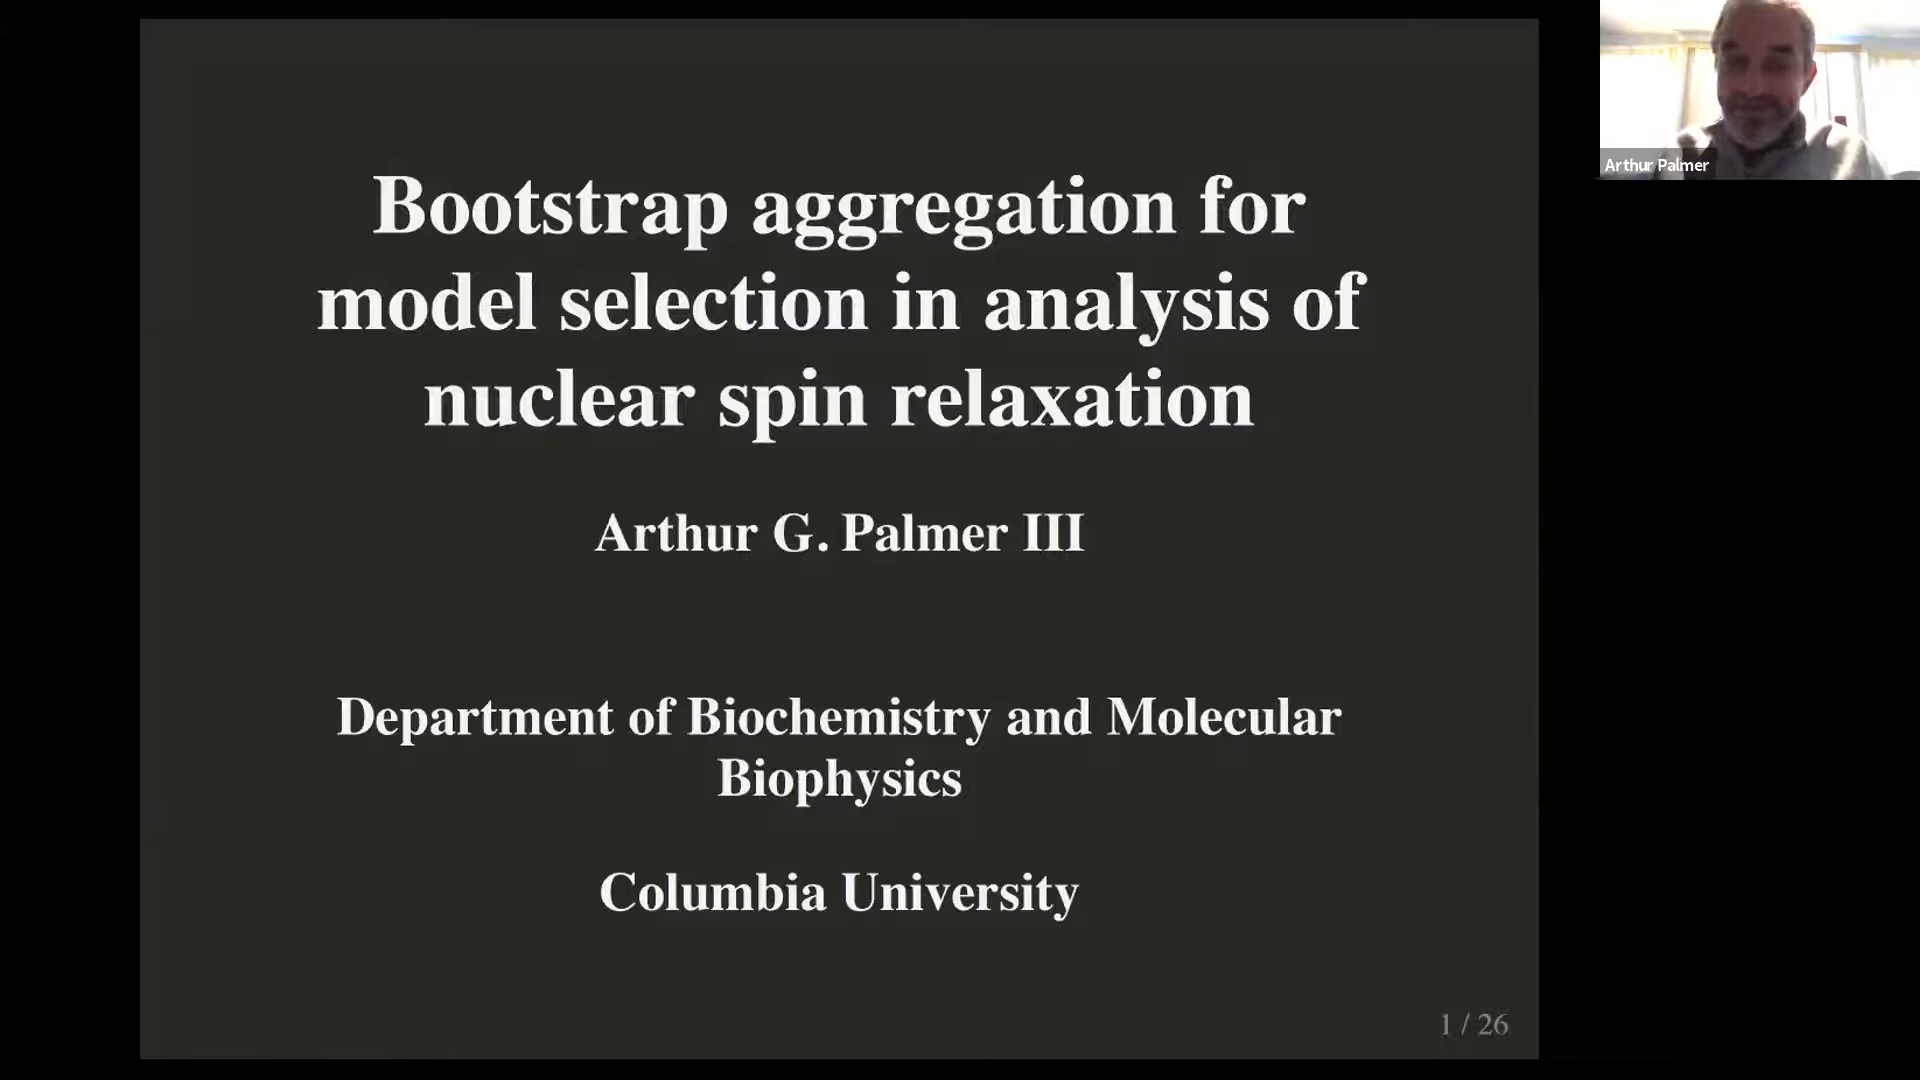 Bootstrap aggregation for
model selection in analysis of
nuclear spin relaxation
Arthur G. Palmer III
Department of Biochemistry and Molecular
Biophysics
Columbia University
1 / 26
Arthur Palmer